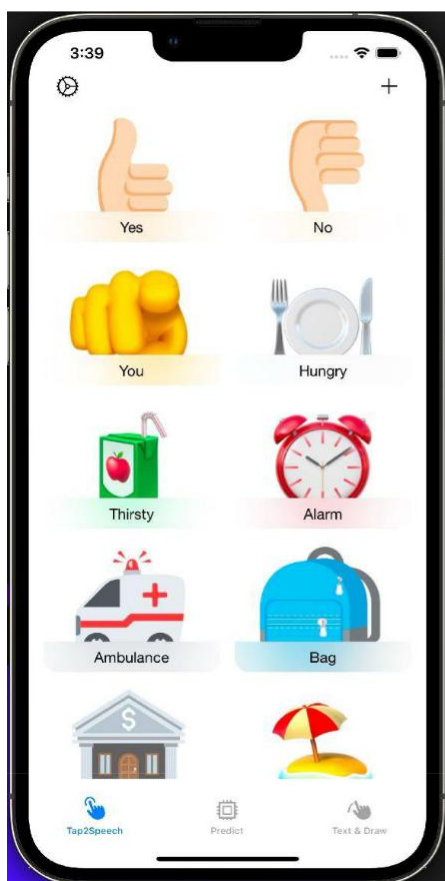 3:39
Yes
No
You
Hungry
Thirsty
Alarm
Ambulance
Bag
$
Tap2Speech
Predict
Text & Draw